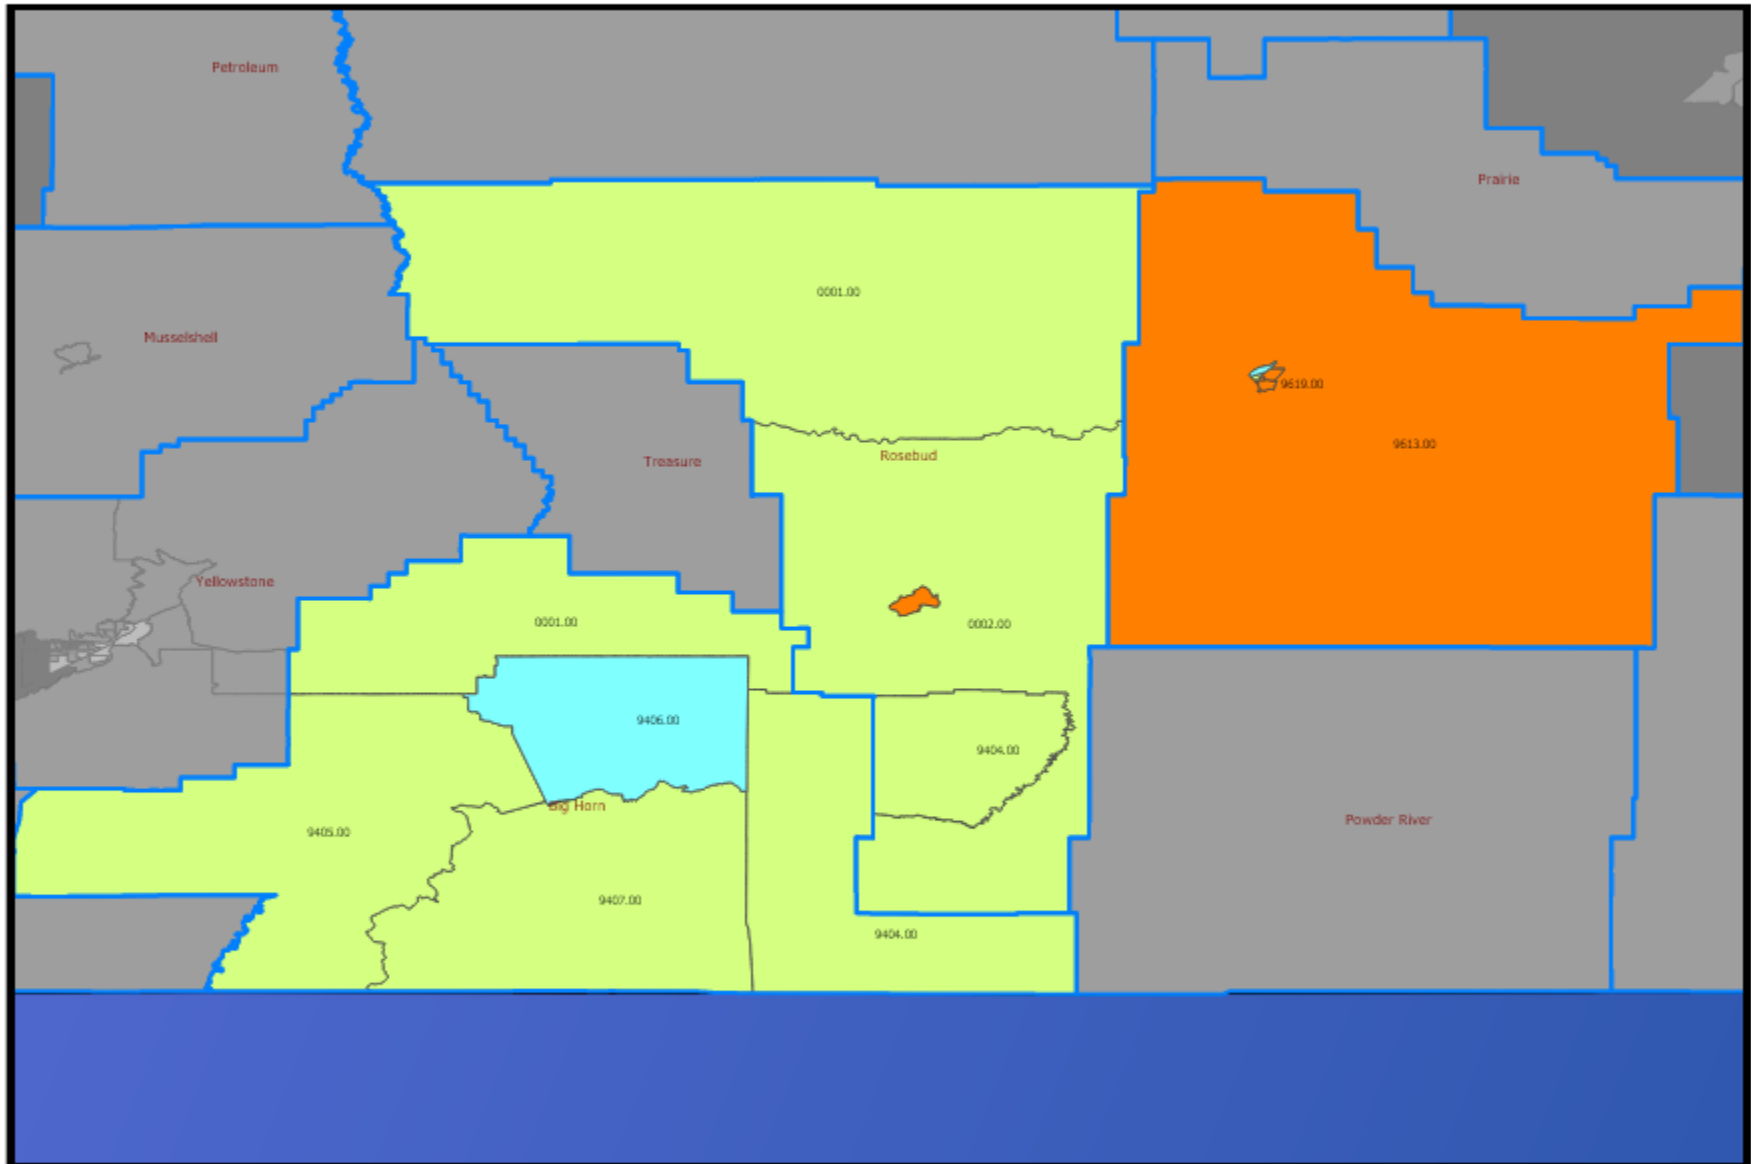 Petroleum
Prairie
0001.00
Musselshell
9619.00
9613.00
Rosebud
Treasure
Yellowstone
0001.00
0002.00
9406.00
9404.00
Big Horn
Powder River
9405.00
9407.00
9404.00